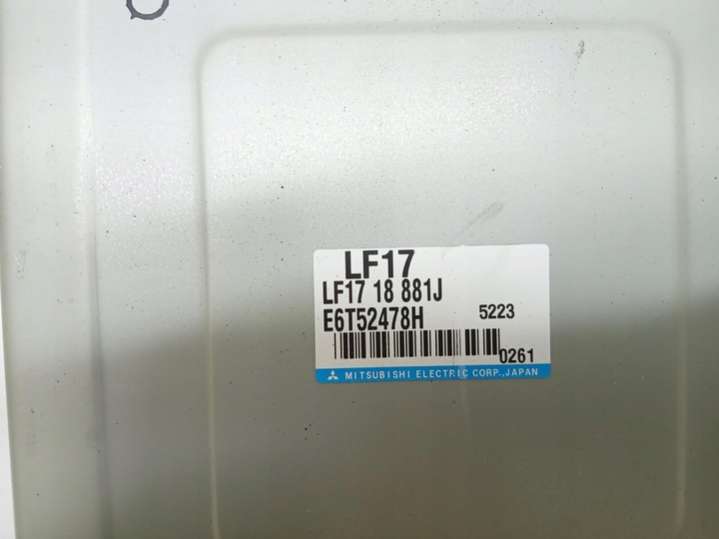 LF17
LF17 18 881J
E6T52478H 5223
0261
MITSUBISHI ELECTRIC CORP., JAPAN